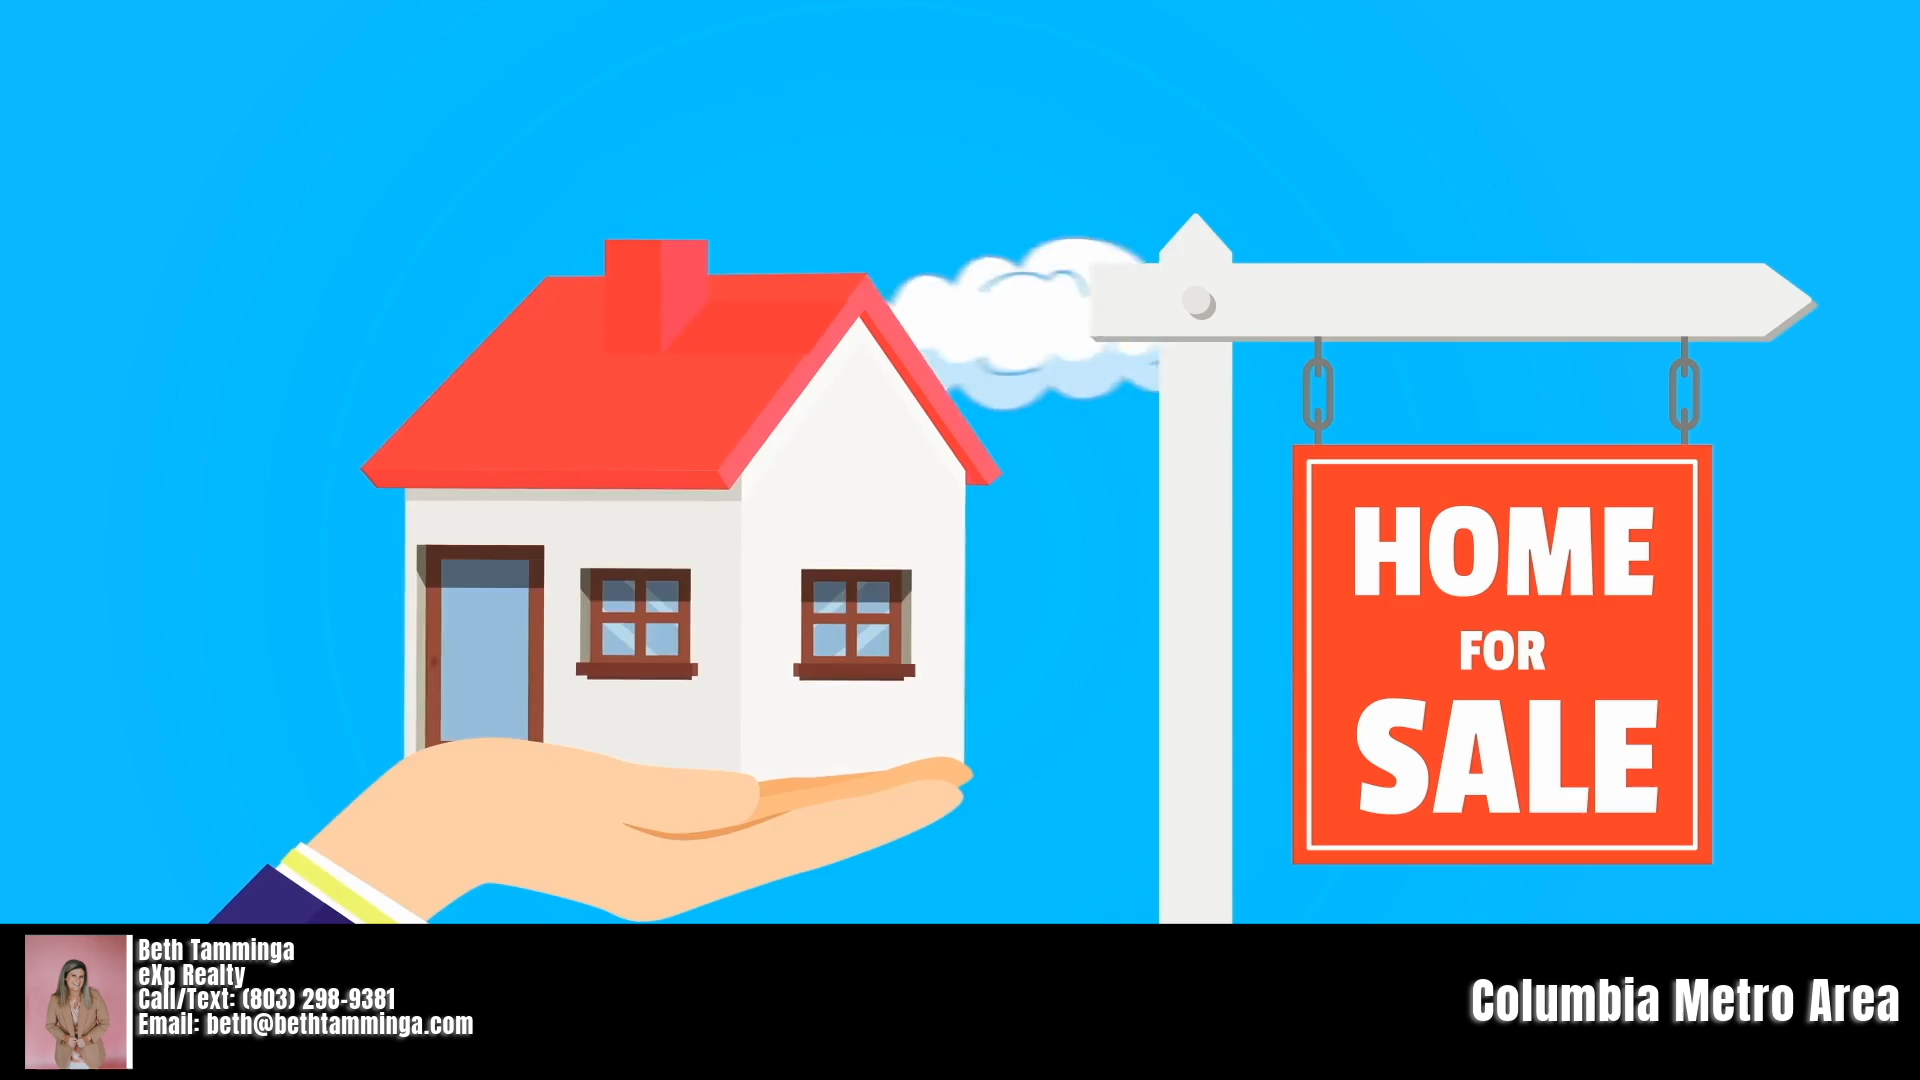 HOME
FOR
SALE
Beth Tamminga
eXp Realty
Call/Text: (803) 298-9381
Email: beth@bethtamminga.com
Columbia Metro Area